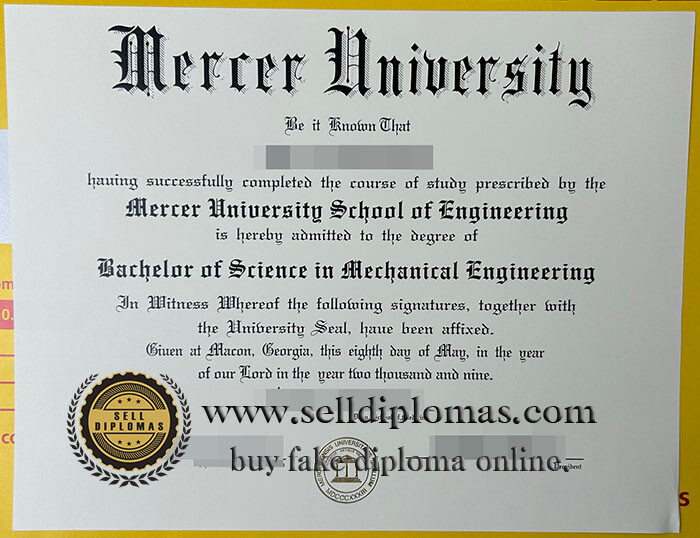 Mercer University
Be it Known That
having successfully completed the course of study prescribed by the
Mercer University School of Engineering
is hereby admitted to the degree of
Bachelor of Science in Mechanical Engineering
In Witness Whereof the following signatures, together with
the University Seal, have been affixed.
Given at Macon, Georgia, this eighth day of May, in the year
of our Lord in the year two thousand and nine.
SELL
DIPLOMAS
www.selldiplomas.com
buy fake diploma online.
President
MDCCCXXXIII